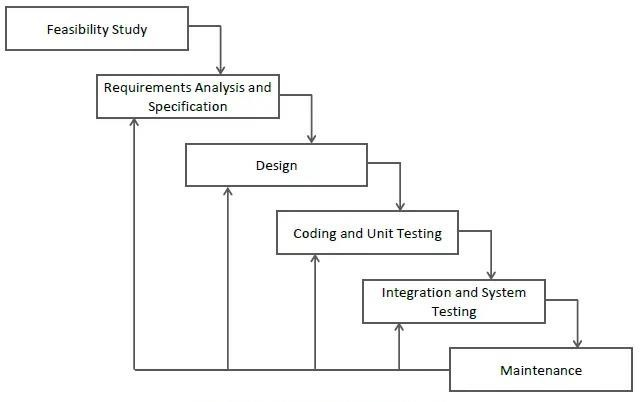 Feasibility Study
Requirements Analysis and
Specification
Design
Coding and Unit Testing
Integration and System
Testing
Maintenance